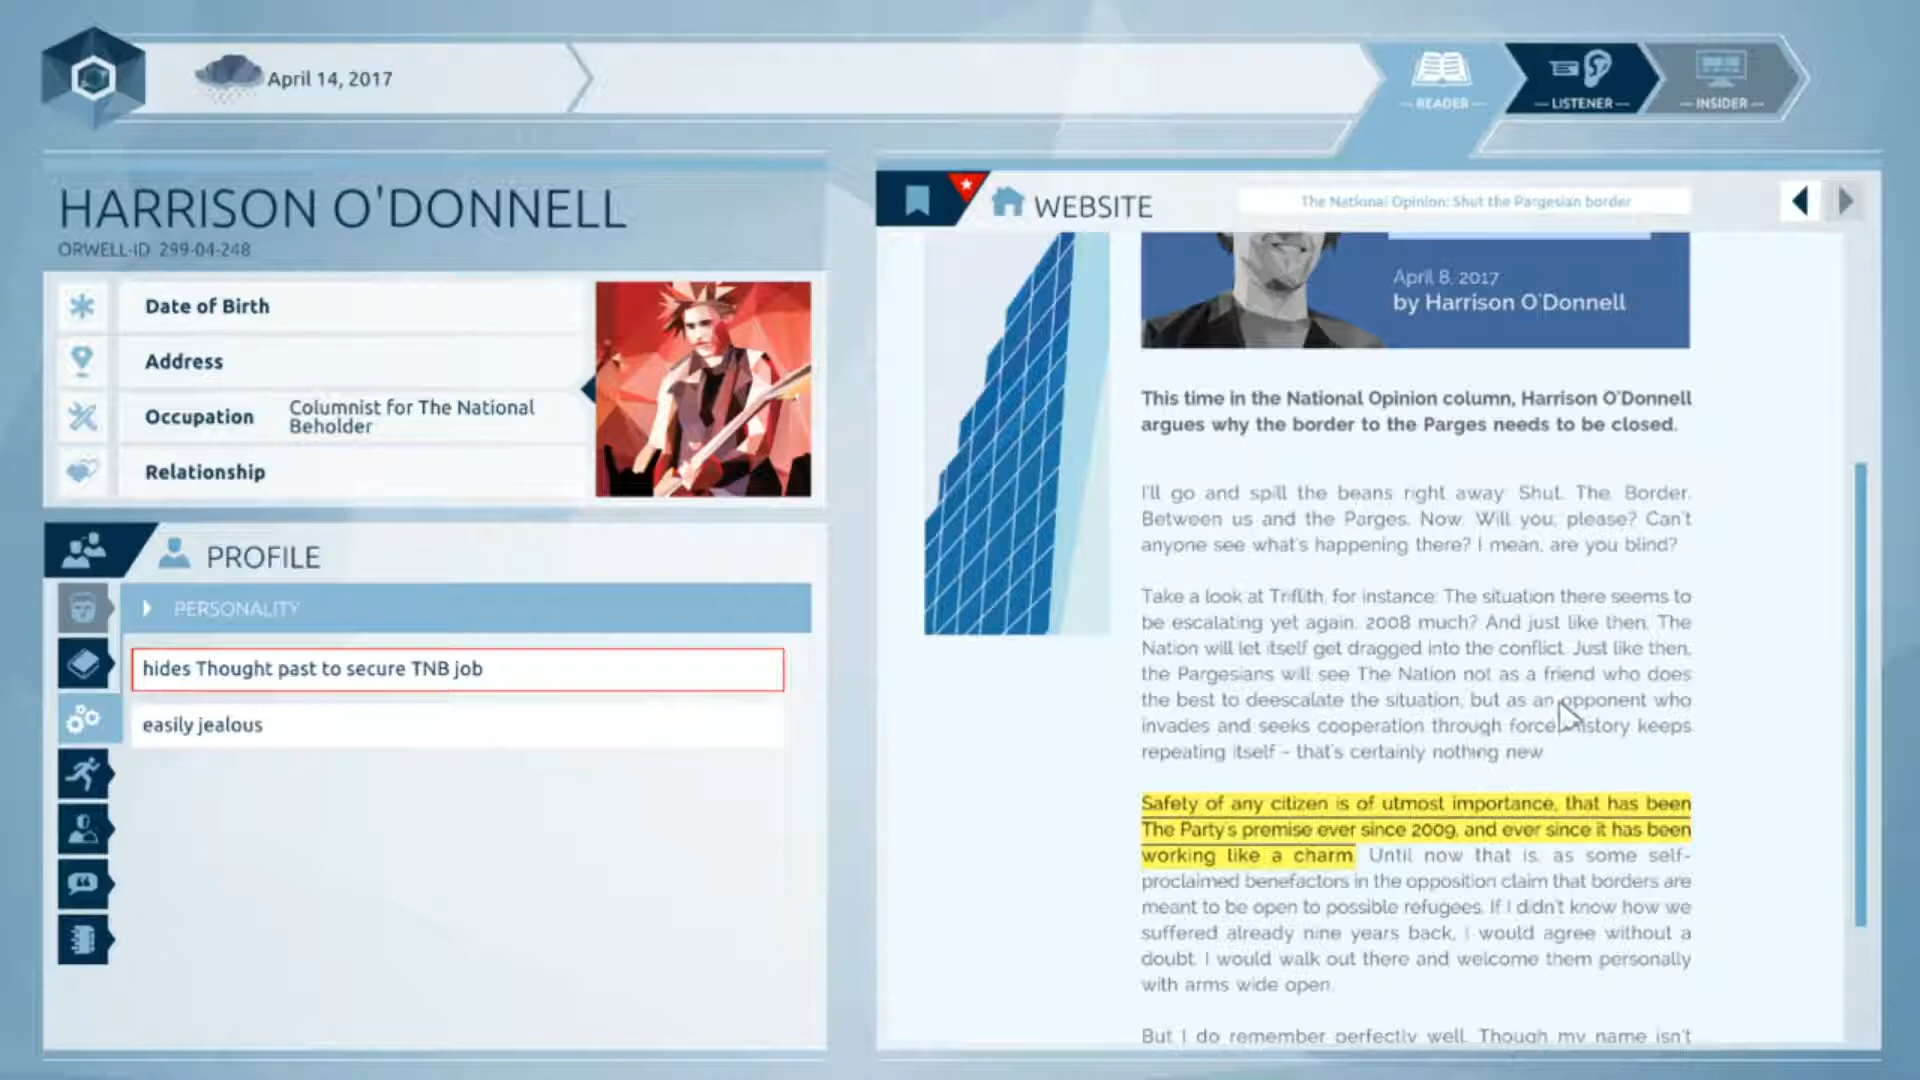 April 14, 2017
READER
LISTENER
INSIDER
HARRISON O'DONNELL
ORWELL-ID 299-04-248
Date of Birth
Address
Occupation Columnist for The National
Beholder
Relationship
PROFILE
PERSONALITY
hides Thought past to secure TNB job
easily jealous
WEBSITE
The National Opinion: Shut the Pargesian border
April 8, 2017
by Harrison O'Donnell
This time in the National Opinion column, Harrison O'Donnell
argues why the border to the Parges needs to be closed.
I'll go and spill the beans right away: Shut. The. Border.
Between us and the Parges. Now. Will you, please? Can't
anyone see what's happening there? I mean, are you blind?
Take a look at Triflith, for instance: The situation there seems to
be escalating yet again. 2008 much? And just like then, The
Nation will let itself get dragged into the conflict. Just like then,
the Pargesians will see The Nation not as a friend who does
the best to deescalate the situation, but as an opponent who
invades and seeks cooperation through force. History keeps
repeating itself – that's certainly nothing new.
Safety of any citizen is of utmost importance, that has been
The Party's premise ever since 2009, and ever since it has been
working like a charm. Until now that is, as some self-
proclaimed benefactors in the opposition claim that borders are
meant to be open to possible refugees. If I didn't know how we
suffered already nine years back, I would agree without a
doubt. I would walk out there and welcome them personally
with arms wide open.
But I do remember perfectly well. Though my name isn't